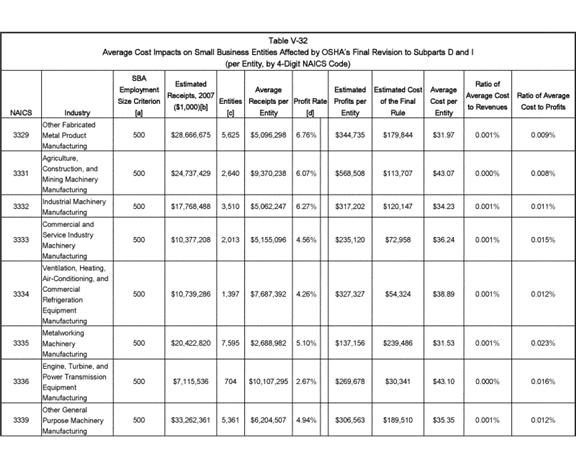 Table V-32
Average Cost Impacts on Small Business Entities Affected by OSHA's Final Revision to Subparts D and I
(per Entity, by 4-Digit NAICS Code)
NAICS | Industry | SBA Employment Size Criterion [a] | Estimated Receipts, 2007 ($1,000)[b] | Entities [c] | Average Receipts per Entity | Profit Rate [d] | Estimated Profits per Entity | Estimated Cost of the Final Rule | Average Cost per Entity | Ratio of Average Cost to Revenues | Ratio of Average Cost to Profits
3329 | Other Fabricated Metal Product Manufacturing | 500 | $28,666,675 | 5,625 | $5,096,298 | 6.76% | $344,735 | $179,844 | $31.97 | 0.001% | 0.009%
3331 | Agriculture, Construction, and Mining Machinery Manufacturing | 500 | $24,737,429 | 2,640 | $9,370,238 | 6.07% | $568,508 | $113,707 | $43.07 | 0.000% | 0.008%
3332 | Industrial Machinery Manufacturing | 500 | $17,768,488 | 3,510 | $5,062,247 | 6.27% | $317,202 | $120,147 | $34.23 | 0.001% | 0.011%
3333 | Commercial and Service Industry Machinery Manufacturing | 500 | $10,377,208 | 2,013 | $5,155,096 | 4.56% | $235,120 | $72,958 | $36.24 | 0.001% | 0.015%
3334 | Ventilation, Heating, Air-Conditioning, and Commercial Refrigeration Equipment Manufacturing | 500 | $10,739,286 | 1,397 | $7,687,392 | 4.26% | $327,327 | $54,324 | $38.89 | 0.001% | 0.012%
3335 | Metalworking Machinery Manufacturing | 500 | $20,422,820 | 7,595 | $2,688,982 | 5.10% | $137,156 | $239,486 | $31.53 | 0.001% | 0.023%
3336 | Engine, Turbine, and Power Transmission Equipment Manufacturing | 500 | $7,115,536 | 704 | $10,107,295 | 2.67% | $269,678 | $30,341 | $43.10 | 0.000% | 0.016%
3339 | Other General Purpose Machinery Manufacturing | 500 | $33,262,361 | 5,361 | $6,204,507 | 4.94% | $306,563 | $189,510 | $35.35 | 0.001% | 0.012%